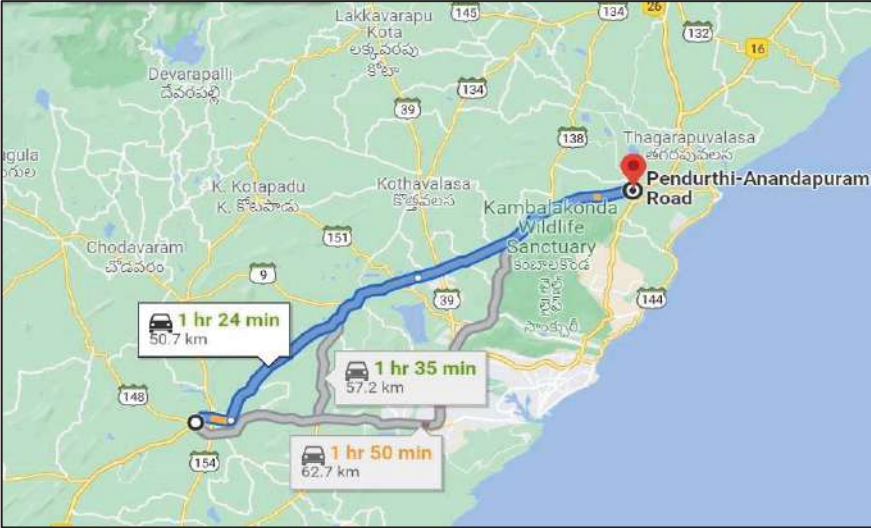 Lakkavarapu
Kota
లక్కవరపు
కోటా
145
134
26
132
16
Devarapalli
దేవరపల్లి
39
134
138
Thagarapuvalasa
తగరపువలస
Pendurthi-Anandapuram
Road
K. Kotapadu
K. కోటపాడు
Kothavalasa
కొత్తవలస
Kambalakonda
Wildlife
Sanctuary
కంబాలకొండ
Chodavaram
చోడవరం
151
9
39
144
1 hr 24 min
50.7 km
1 hr 35 min
57.2 km
148
154
1 hr 50 min
62.7 km